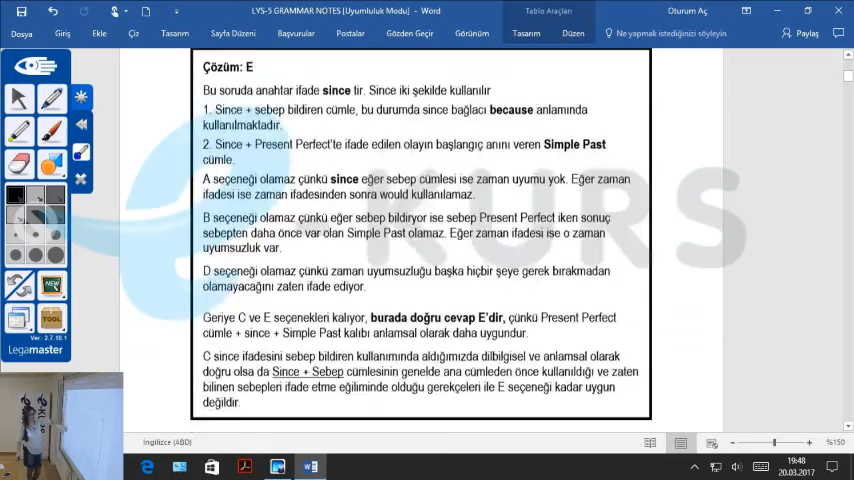 LYS-5 GRAMMAR NOTES [Uyumluluk Modu] - Word
Tablo Araçları
Oturum Aç
Dosya Giriş Ekle Tasarım Sayfa Düzeni Başvurular Postalar Gözden Geçir Görünüm Tasarım Düzen Ne yapmak istediğinizi söyleyin Paylaş
Çözüm: E
Bu soruda anahtar ifade since tir. Since iki şekilde kullanılır
1. Since + sebep bildiren cümle, bu durumda since bağlacı because anlamında
kullanılmaktadır.
2. Since + Present Perfect'te ifade edilen olayın başlangıç anını veren Simple Past
cümle.
A seçeneği olamaz çünkü since eğer sebep cümlesi ise zaman uyumu yok. Eğer zaman
ifadesi ise zaman ifadesinden sonra would kullanılamaz.
B seçeneği olamaz çünkü eğer sebep bildiryor ise sebep Present Perfect iken sonuç
sebepten daha önce var olan Simple Past olamaz. Eğer zaman ifadesi ise o zaman
uyumsuzluk var.
D seçeneği olamaz çünkü zaman uyumsuzluğu başka hiçbir şeye gerek bırakmadan
olamayacağını zaten ifade ediyor.
Geriye C ve E seçenekleri kalıyor, burada doğru cevap E'dir, çünkü Present Perfect
cümle + since + Simple Past kalıbı anlamsal olarak daha uygundur.
C since ifadesini sebep bildiren kullanımında aldığımızda dilbilgisel ve anlamsal olarak
doğru olsa da Since + Sebep cümlesinin genelde ana cümleden önce kullanıldığı ve zaten
bilinen sebepleri ifade etme eğiliminde olduğu gerekçeleri ile E seçeneği kadar uygun
değildir.
e-KURS
NEW
TOOL
Ver. 2.7.10.1
Legamaster
İngilizce (ABD)
%150
19:48
20.03.2017